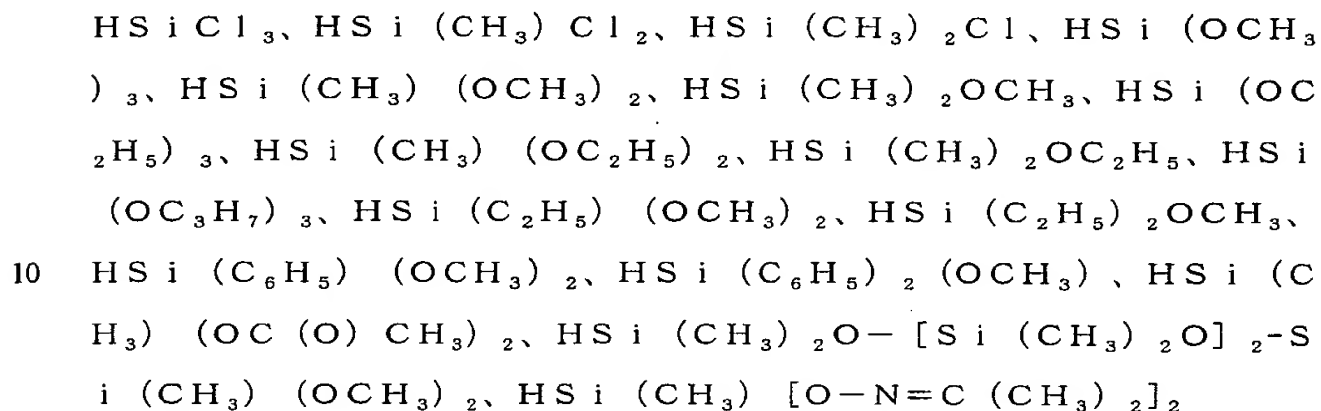 HSiCl₃、HSi(CH₃)Cl₂、HSi(CH₃)₂Cl、HSi(OCH₃
)₃、HSi(CH₃)(OCH₃)₂、HSi(CH₃)₂OCH₃、HSi(OC
₂H₅)₃、HSi(CH₃)(OC₂H₅)₂、HSi(CH₃)₂OC₂H₅、HSi
(OC₃H₇)₃、HSi(C₂H₅)(OCH₃)₂、HSi(C₂H₅)₂OCH₃、
10 HSi(C₆H₅)(OCH₃)₂、HSi(C₆H₅)₂(OCH₃)、HSi(C
H₃)(OC(O)CH₃)₂、HSi(CH₃)₂O-[Si(CH₃)₂O]₂-S
i(CH₃)(OCH₃)₂、HSi(CH₃)[O-N=C(CH₃)₂]₂